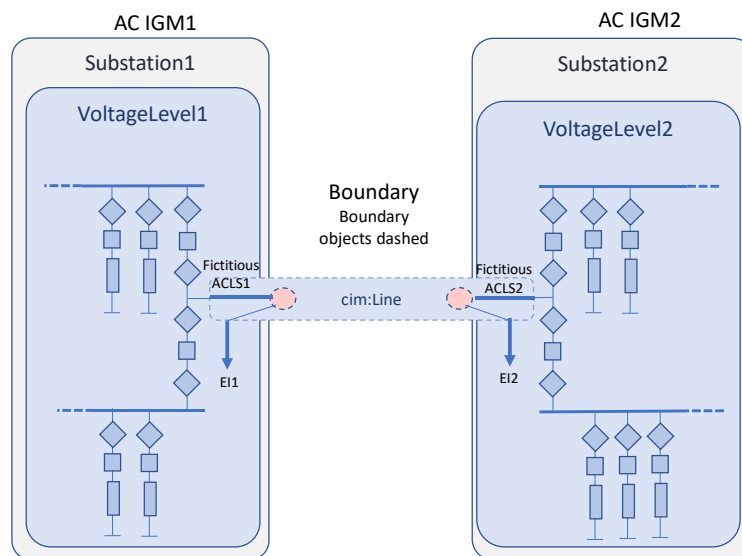 AC IGM1
AC IGM2
Substation1
Substation2
VoltageLevel1
VoltageLevel2
Boundary
Boundary
objects dashed
Fictitious
ACLS1
cim:Line
Fictitious
ACLS2
EI1
EI2